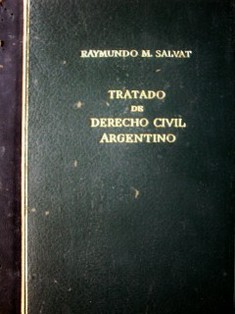 RAYMUNDO M. SALVAT
TRATADO
DE
DERECHO CIVIL
ARGENTINO